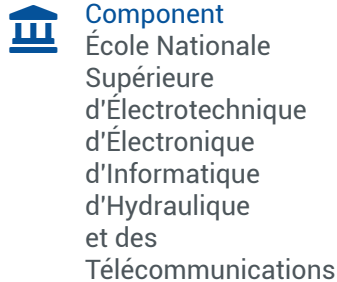 Component
École Nationale
Supérieure
d'Électrotechnique
d'Électronique
d'Informatique
d'Hydraulique
et des
Télécommunications